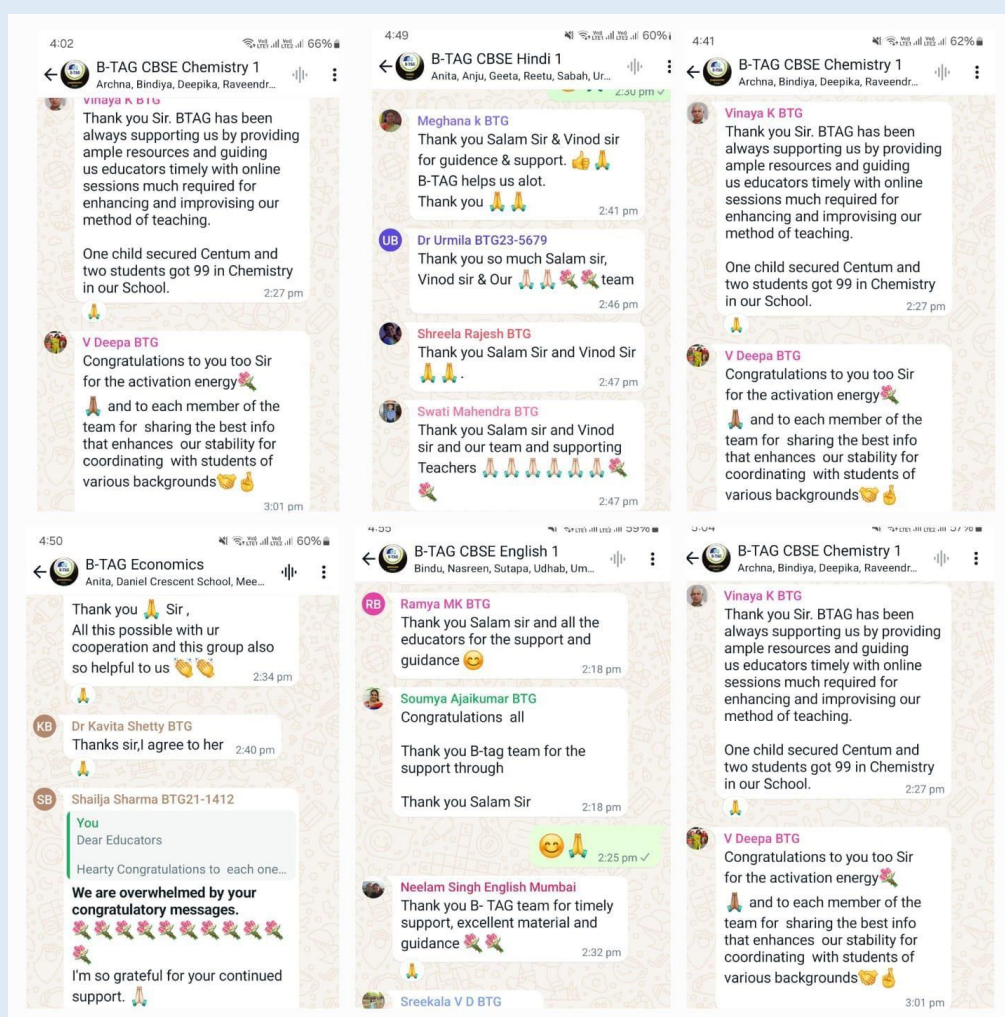 4:02
66%
B-TAG CBSE Chemistry 1
Archna, Bindiya, Deepika, Raveendr...
Vinaya K BTG
Thank you Sir. BTAG has been
always supporting us by providing
ample resources and guiding
us educators timely with online
sessions much required for
enhancing and improvising our
method of teaching.
One child secured Centum and
two students got 99 in Chemistry
in our School.
2:27 pm
🙏
V Deepa BTG
Congratulations to you too Sir
for the activation energy💐
🙏🏽 and to each member of the
team for sharing the best info
that enhances our stability for
coordinating with students of
various backgrounds🤝🤞
3:01 pm
4:49
60%
B-TAG CBSE Hindi 1
Anita, Anju, Geeta, Reetu, Sabah, Ur...
2:30 pm
Meghana k BTG
Thank you Salam Sir & Vinod sir
for guidence & support. 👍🙏
B-TAG helps us alot.
Thank you 🙏 🙏
2:41 pm
UB
Dr Urmila BTG23-5679
Thank you so much Salam sir,
Vinod sir & Our 🙏🏻 🙏🏻 💐💐 team
2:46 pm
Shreela Rajesh BTG
Thank you Salam Sir and Vinod Sir
🙏 🙏 .
2:47 pm
Swati Mahendra BTG
Thank you Salam sir and Vinod
sir and our team and supporting
Teachers 🙏🏻🙏🏻🙏🏻🙏🏻🙏🏻🙏🏻💐
💐
2:47 pm
4:41
62%
B-TAG CBSE Chemistry 1
Archna, Bindiya, Deepika, Raveendr...
Vinaya K BTG
Thank you Sir. BTAG has been
always supporting us by providing
ample resources and guiding
us educators timely with online
sessions much required for
enhancing and improvising our
method of teaching.
One child secured Centum and
two students got 99 in Chemistry
in our School.
2:27 pm
🙏
V Deepa BTG
Congratulations to you too Sir
for the activation energy💐
🙏🏽 and to each member of the
team for sharing the best info
that enhances our stability for
coordinating with students of
various backgrounds🤝🤞
4:50
60%
B-TAG Economics
Anita, Daniel Crescent School, Mee...
Thank you 🙏 Sir ,
All this possible with ur
cooperation and this group also
so helpful to us 👏👏
2:34 pm
🙏
KB
Dr Kavita Shetty BTG
Thanks sir,I agree to her
2:40 pm
🙏
SB
Shailja Sharma BTG21-1412
You
Dear Educators
Hearty Congratulations to each one...
We are overwhelmed by your
congratulatory messages.
💐💐💐💐💐💐💐💐💐💐
💐
I'm so grateful for your continued
support. 🙏🏻
4:55
59%
B-TAG CBSE English 1
Bindu, Nasreen, Sutapa, Udhab, Um...
RB
Ramya MK BTG
Thank you Salam sir and all the
educators for the support and
guidance 😊
2:18 pm
Soumya Ajaikumar BTG
Congratulations all
Thank you B-tag team for the
support through
Thank you Salam Sir
2:18 pm
😊🙏
2:25 pm
Neelam Singh English Mumbai
Thank you B- TAG team for timely
support, excellent material and
guidance 💐 💐
2:32 pm
🙏
Sreekala V D BTG
5:04
57%
B-TAG CBSE Chemistry 1
Archna, Bindiya, Deepika, Raveendr...
Vinaya K BTG
Thank you Sir. BTAG has been
always supporting us by providing
ample resources and guiding
us educators timely with online
sessions much required for
enhancing and improvising our
method of teaching.
One child secured Centum and
two students got 99 in Chemistry
in our School.
2:27 pm
🙏
V Deepa BTG
Congratulations to you too Sir
for the activation energy💐
🙏🏽 and to each member of the
team for sharing the best info
that enhances our stability for
coordinating with students of
various backgrounds🤝🤞
3:01 pm